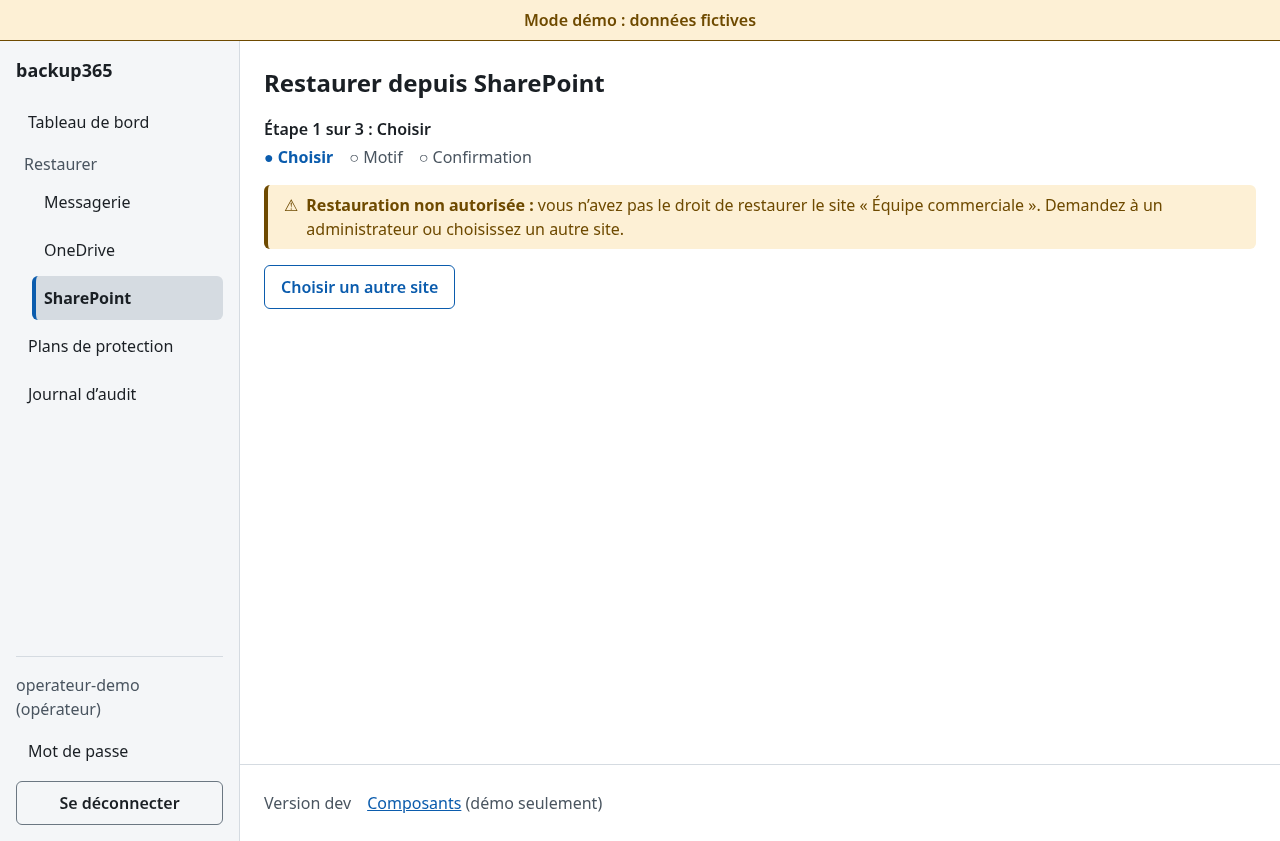 Mode démo : données fictives
backup365
Tableau de bord
Restaurer
Messagerie
OneDrive
SharePoint
Plans de protection
Journal d’audit
operateur-demo
(opérateur)
Mot de passe
Se déconnecter
Restaurer depuis SharePoint
Étape 1 sur 3 : Choisir
● Choisir ○ Motif ○ Confirmation
⚠ Restauration non autorisée : vous n’avez pas le droit de restaurer le site « Équipe commerciale ». Demandez à un
administrateur ou choisissez un autre site.
Choisir un autre site
Version dev Composants (démo seulement)